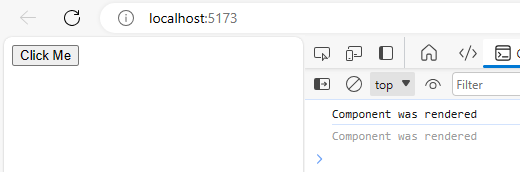 localhost:5173
Click Me
top
Filter
Component was rendered
Component was rendered